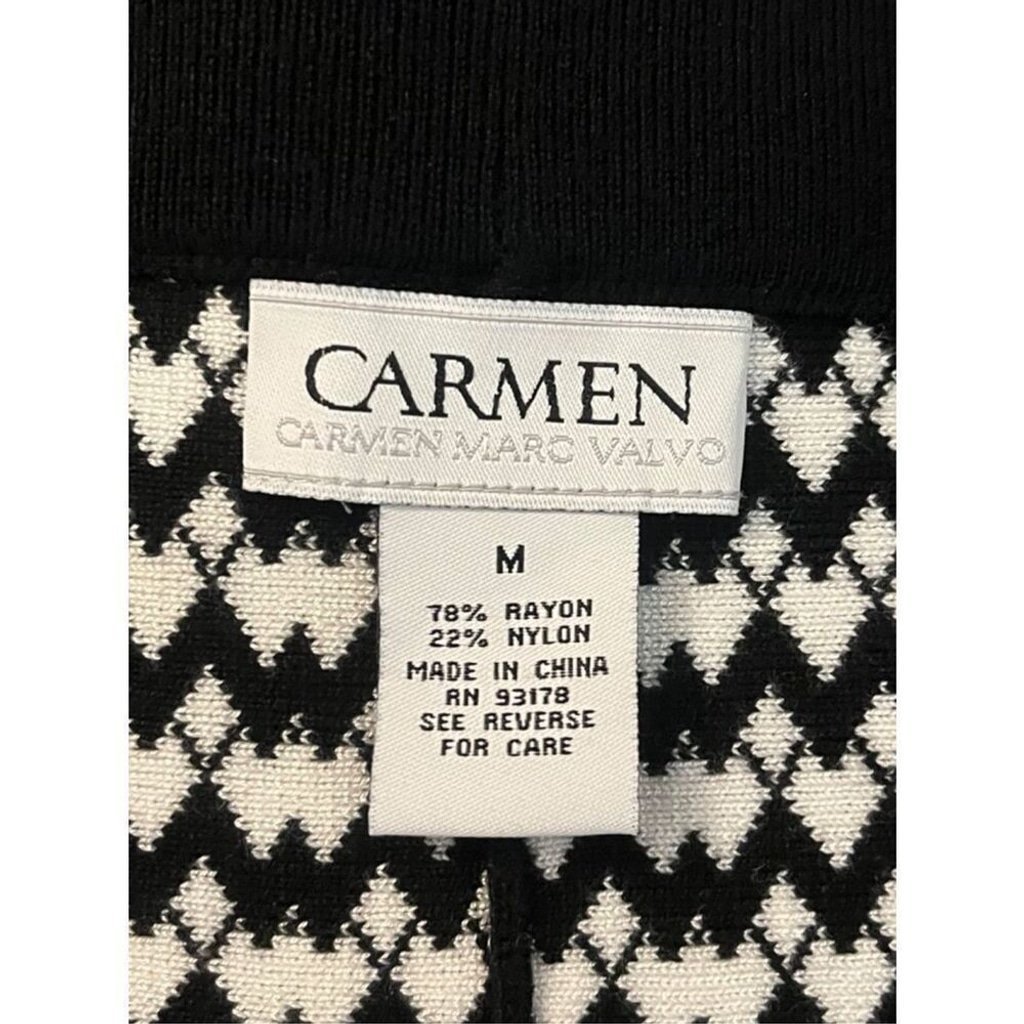 CARMEN
CARMEN MARC VALVO
M
78% RAYON
22% NYLON
MADE IN CHINA
RN 93178
SEE REVERSE
FOR CARE